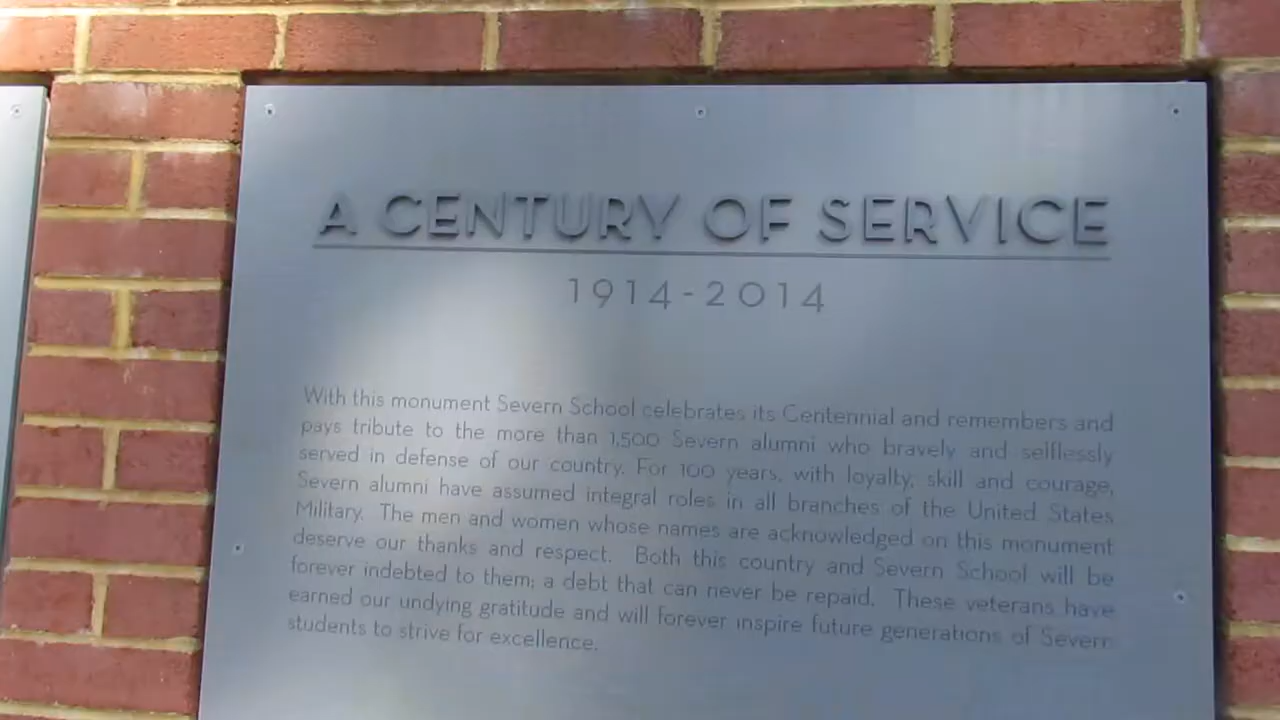 A CENTURY OF SERVICE
1914-2014
With this monument Severn School celebrates its Centennial and remembers and
pays tribute to the more than 1,500 Severn alumni who bravely and selflessly
served in defense of our country. For 100 years, with loyalty, skill and courage,
Severn alumni have assumed integral roles in all branches of the United States
Military. The men and women whose names are acknowledged on this monument
deserve our thanks and respect. Both this country and Severn School will be
forever indebted to them; a debt that can never be repaid. These veterans have
earned our undying gratitude and will forever inspire future generations of Severn
students to strive for excellence.